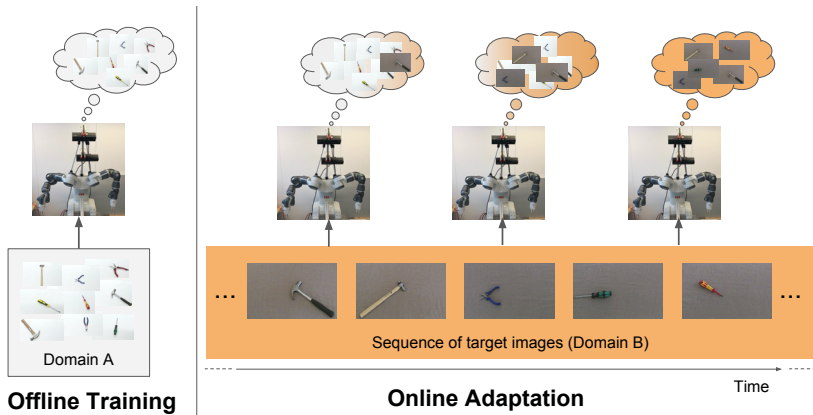 Domain A
Offline Training
...
...
Sequence of target images (Domain B)
Time
Online Adaptation